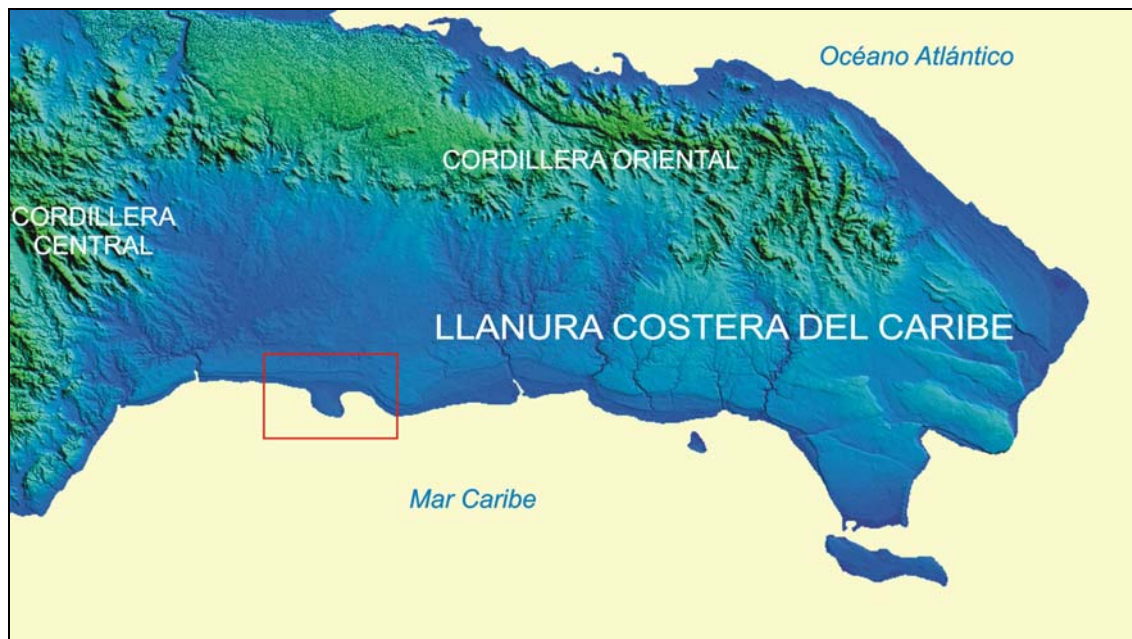 Océano Atlántico
CORDILLERA ORIENTAL
CORDILLERA
CENTRAL
LLANURA COSTERA DEL CARIBE
Mar Caribe